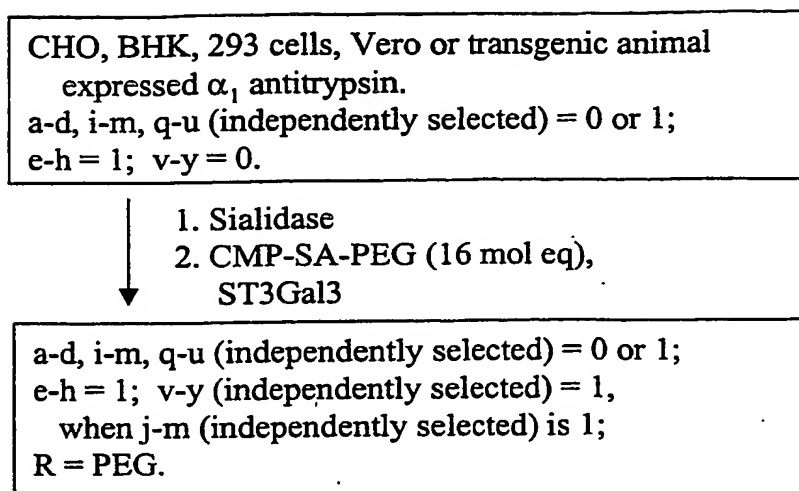 CHO, BHK, 293 cells, Vero or transgenic animal
expressed α₁ antitrypsin.
a-d, i-m, q-u (independently selected) = 0 or 1;
e-h = 1; v-y = 0.
1. Sialidase
2. CMP-SA-PEG (16 mol eq),
ST3Gal3
a-d, i-m, q-u (independently selected) = 0 or 1;
e-h = 1; v-y (independently selected) = 1,
when j-m (independently selected) is 1;
R = PEG.